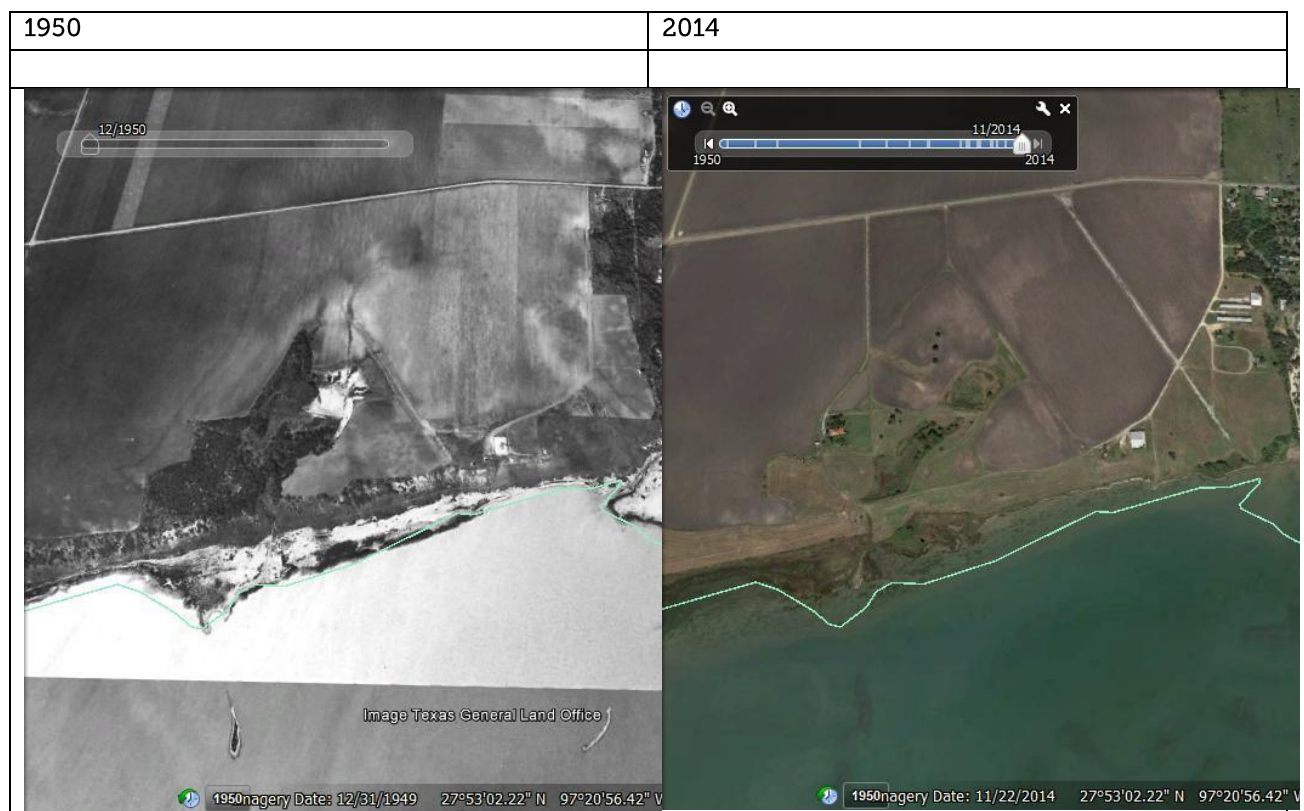 1950
2014
12/1950
11/2014
1950
2014
Image Texas General Land Office
1950
nagery Date: 12/31/1949 27°53'02.22" N 97°20'56.42" W
1950
nagery Date: 11/22/2014 27°53'02.22" N 97°20'56.42" W